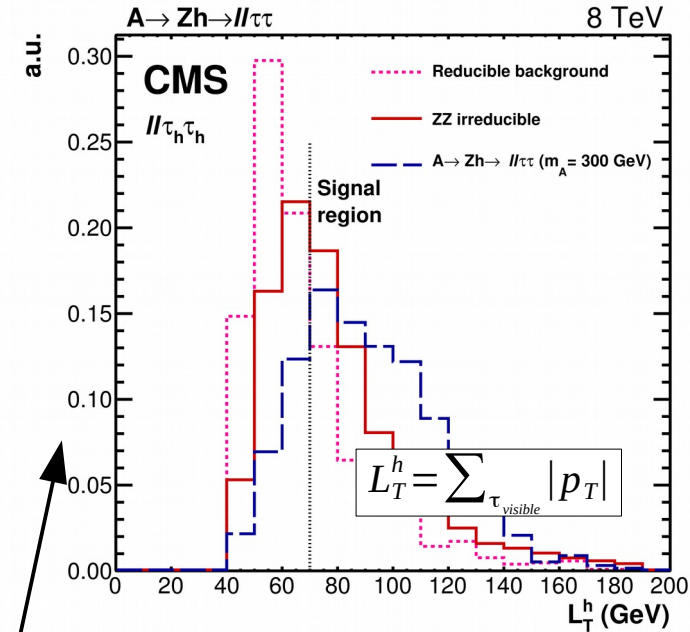 A→ Zh→llττ 8 TeV
a.u.
0.30
0.25
0.20
0.15
0.10
0.05
0.00
CMS
llτhτh
Reducible background
ZZ irreducible
A→ Zh→ llττ (mA= 300 GeV)
Signal
region
L_T^h = ∑ τ_visible |p_T|
0 20 40 60 80 100 120 140 160 180 200
L_T^h (GeV)